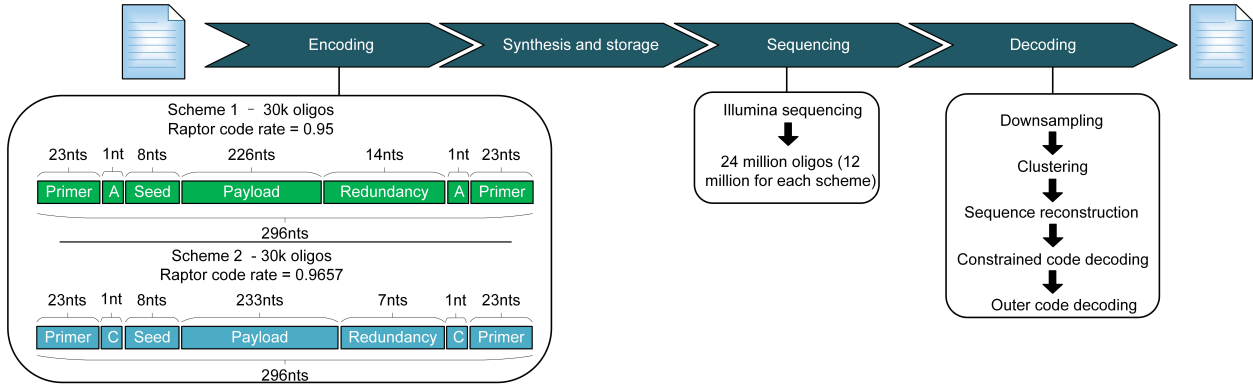 Encoding
Synthesis and storage
Sequencing
Decoding
Scheme 1 - 30k oligos
Raptor code rate = 0.95
23nts 1nt 8nts 226nts 14nts 1nt 23nts
Primer A Seed Payload Redundancy A Primer
296nts
Scheme 2 - 30k oligos
Raptor code rate = 0.9657
23nts 1nt 8nts 233nts 7nts 1nt 23nts
Primer C Seed Payload Redundancy C Primer
296nts
Illumina sequencing
24 million oligos (12
million for each scheme)
Downsampling
Clustering
Sequence reconstruction
Constrained code decoding
Outer code decoding